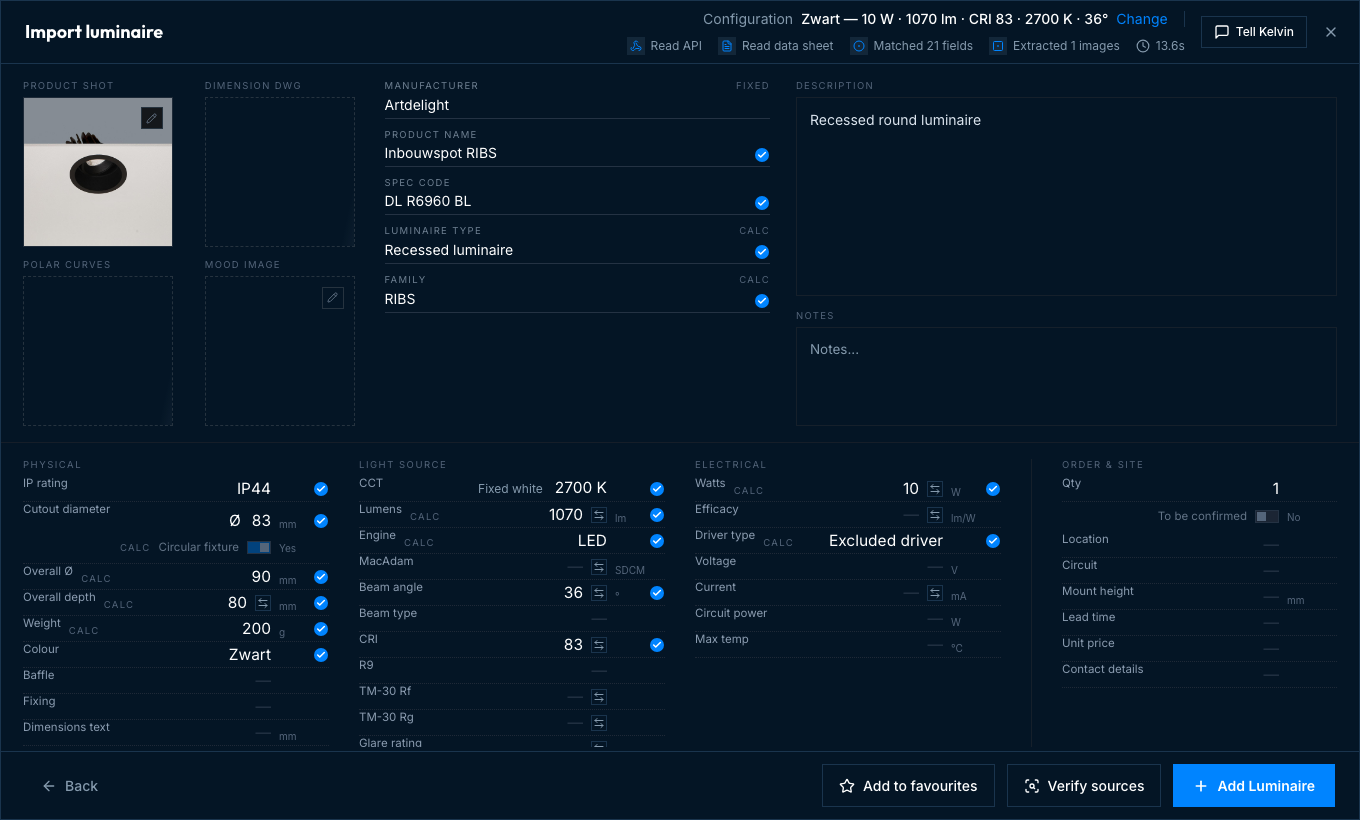 Import luminaire
Configuration Zwart — 10 W · 1070 lm · CRI 83 · 2700 K · 36° Change
Read API Read data sheet Matched 21 fields Extracted 1 images 13.6s
Tell Kelvin
PRODUCT SHOT
DIMENSION DWG
POLAR CURVES
MOOD IMAGE
MANUFACTURER FIXED
Artdelight
PRODUCT NAME
Inbouwspot RIBS
SPEC CODE
DL R6960 BL
LUMINAIRE TYPE CALC
Recessed luminaire
FAMILY CALC
RIBS
DESCRIPTION
Recessed round luminaire
NOTES
Notes...
PHYSICAL
IP rating IP44
Cutout diameter Ø 83 mm
CALC Circular fixture Yes
Overall Ø CALC 90 mm
Overall depth CALC 80 mm
Weight CALC 200 g
Colour Zwart
Baffle —
Fixing —
Dimensions text — mm
LIGHT SOURCE
CCT Fixed white 2700 K
Lumens CALC 1070 lm
Engine CALC LED
MacAdam — SDCM
Beam angle 36 °
Beam type —
CRI 83
R9 —
TM-30 Rf —
TM-30 Rg —
Glare rating
ELECTRICAL
Watts CALC 10 W
Efficacy — lm/W
Driver type CALC Excluded driver
Voltage — V
Current — mA
Circuit power — W
Max temp — °C
ORDER & SITE
Qty 1
To be confirmed No
Location —
Circuit —
Mount height — mm
Lead time —
Unit price —
Contact details —
Back
Add to favourites
Verify sources
Add Luminaire